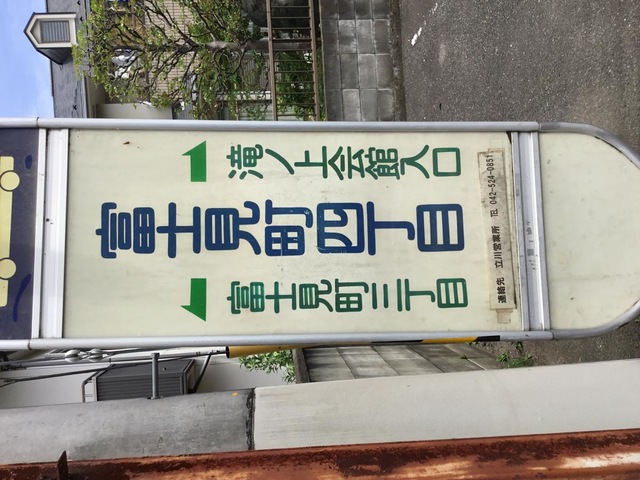 滝ノ上会館入口
富士見町四丁目
富士見町三丁目
連絡先 立川営業所 ℡ 042-524-0851